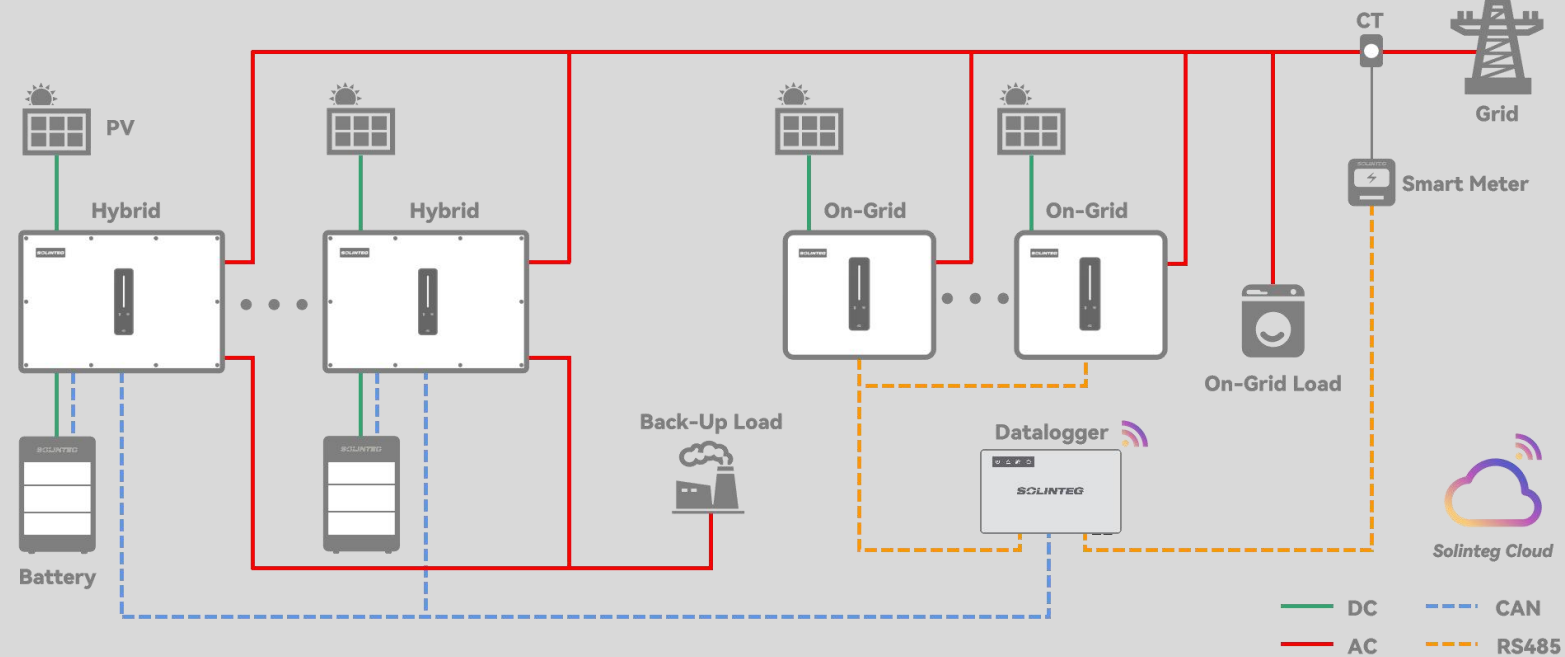 CT
Grid
PV
SOLINTEG
Smart Meter
Hybrid
Hybrid
On-Grid
On-Grid
SOLINTEG
SOLINTEG
SOLINTEG
SOLINTEG
On-Grid Load
Back-Up Load
Datalogger
SOLINTEG
SOLINTEG
SOLINTEG
Solinteg Cloud
Battery
DC
CAN
AC
RS485